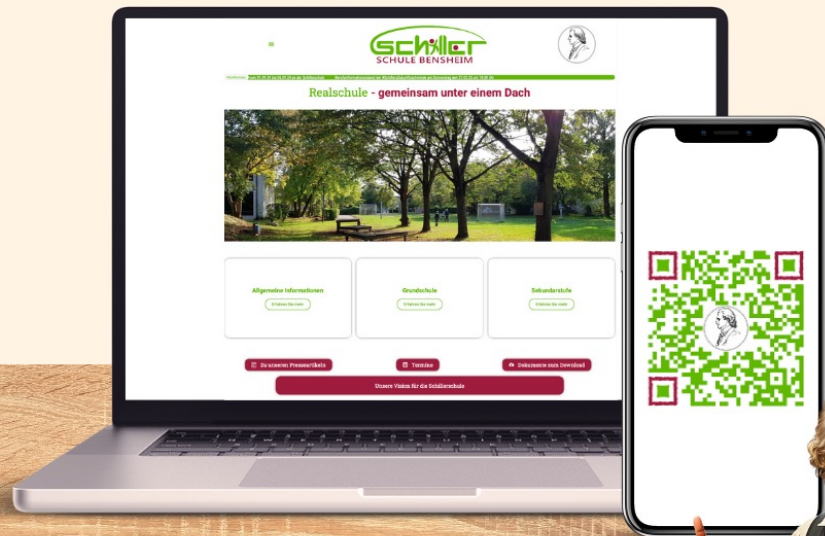 Schiller
SCHULE BENSHEIM
Realschule - gemeinsam unter einem Dach
Allgemeine Informationen
Erfahren Sie mehr
Grundschule
Erfahren Sie mehr
Sekundarstufe
Erfahren Sie mehr
Zu unseren Presseartikeln
Termine
Dokumente zum Download
Unsere Vision für die Schillerschule